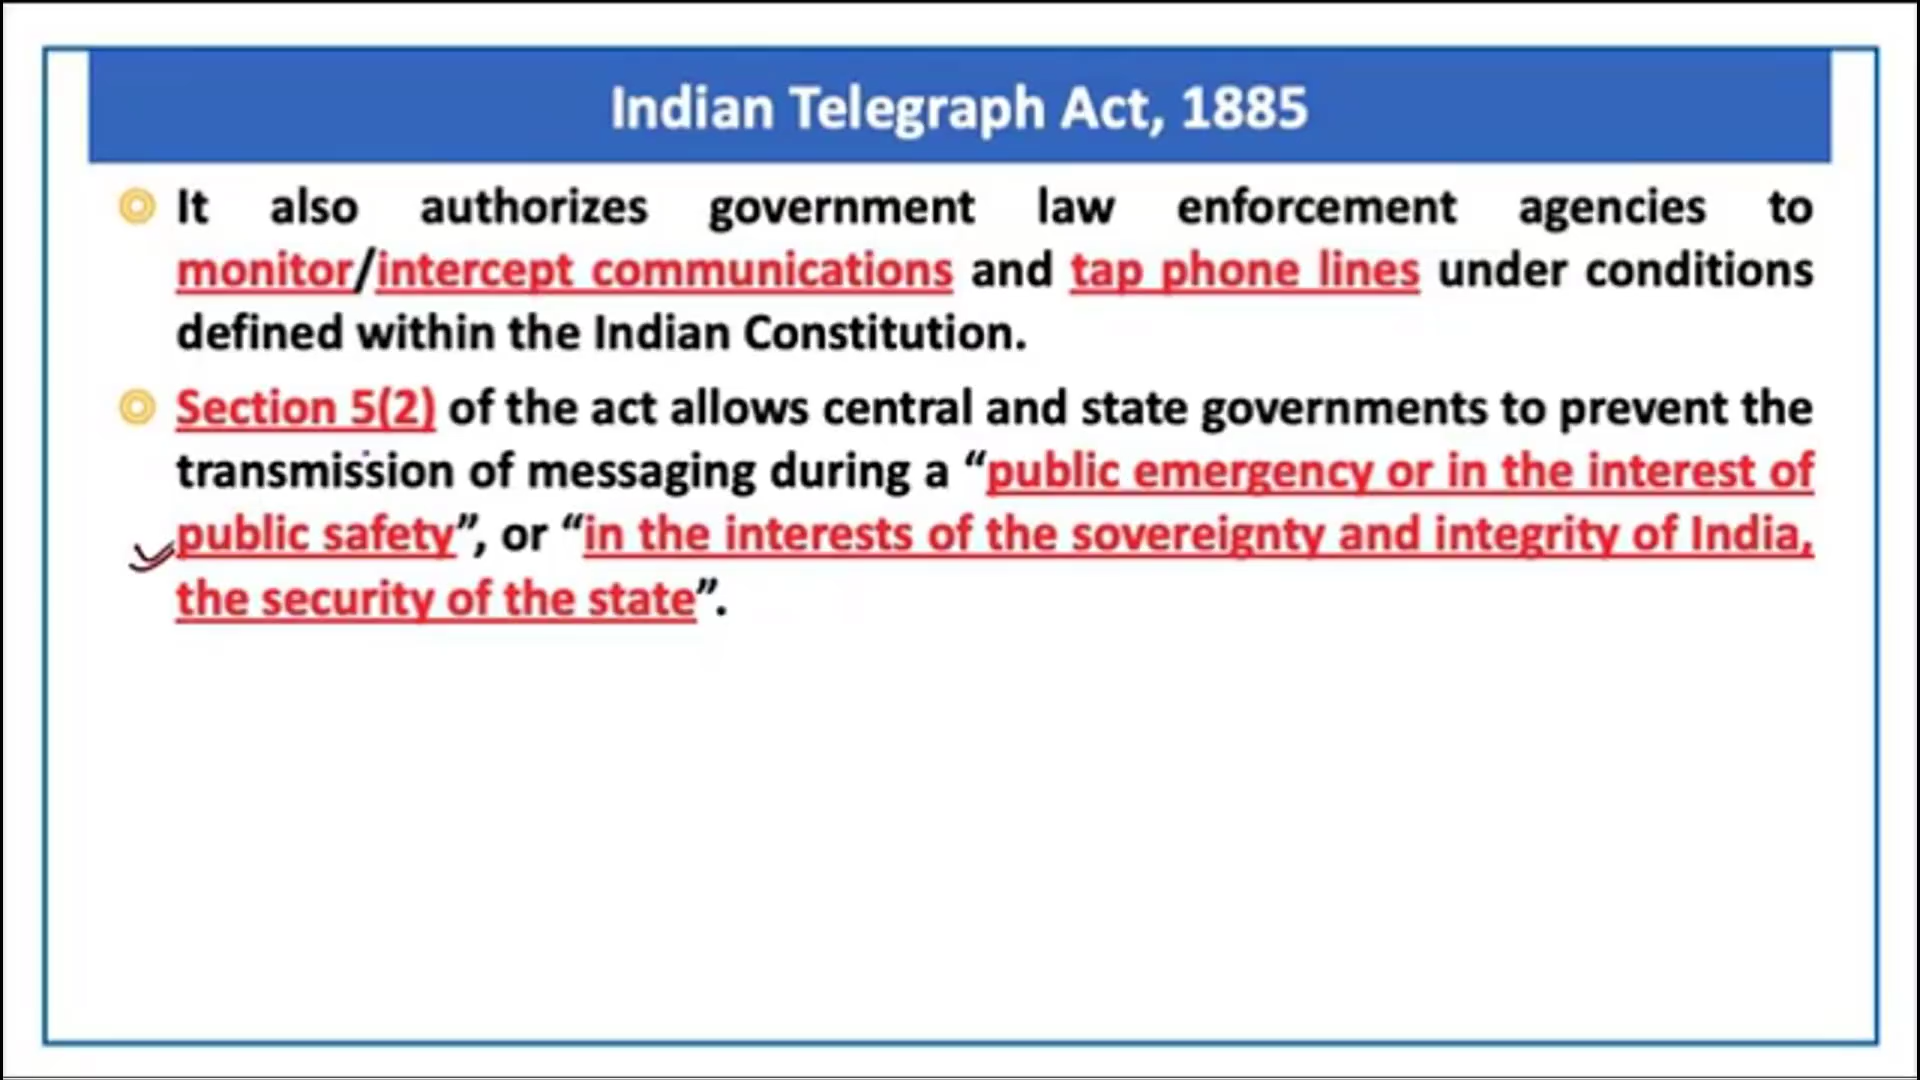 Indian Telegraph Act, 1885
It also authorizes government law enforcement agencies to
monitor/intercept communications and tap phone lines under conditions
defined within the Indian Constitution.
Section 5(2) of the act allows central and state governments to prevent the
transmission of messaging during a “public emergency or in the interest of
public safety”, or “in the interests of the sovereignty and integrity of India,
the security of the state”.